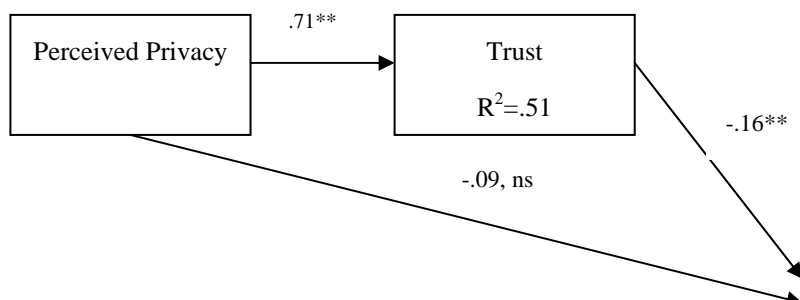 .71**
Perceived Privacy
Trust
R²=.51
-.16**
-.09, ns